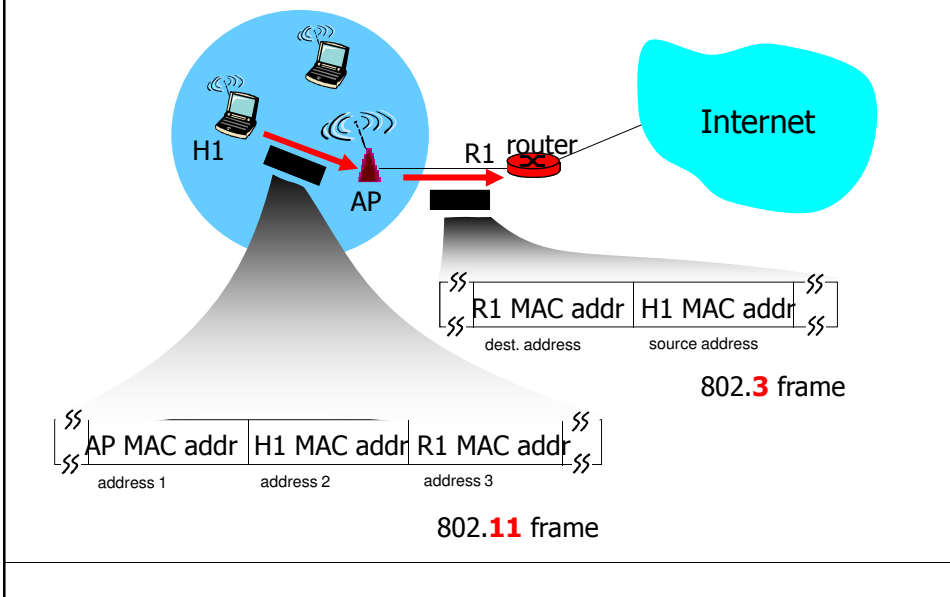 Internet
router
R1
H1
AP
R1 MAC addr H1 MAC addr
dest. address source address
802.3 frame
AP MAC addr H1 MAC addr R1 MAC addr
address 1 address 2 address 3
802.11 frame